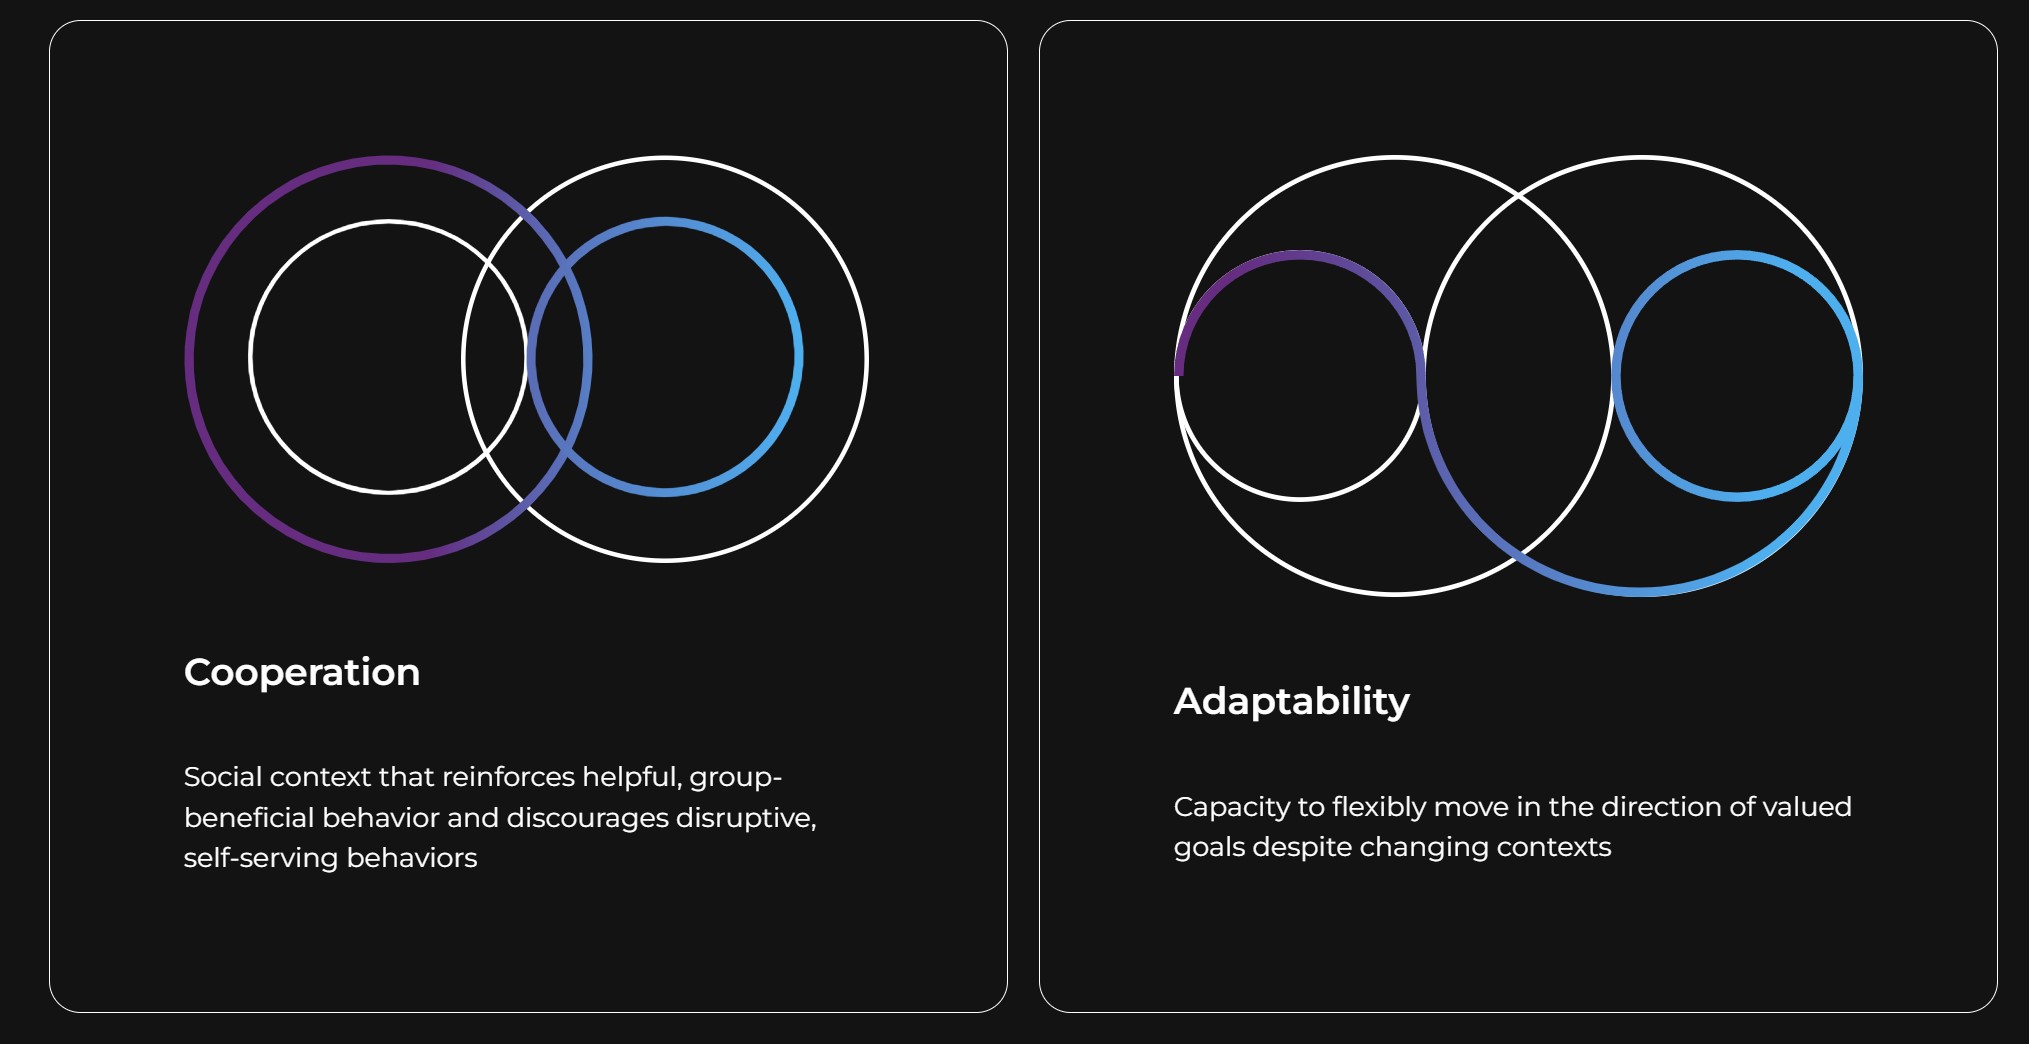 Cooperation
Social context that reinforces helpful, group-
beneficial behavior and discourages disruptive,
self-serving behaviors
Adaptability
Capacity to flexibly move in the direction of valued
goals despite changing contexts